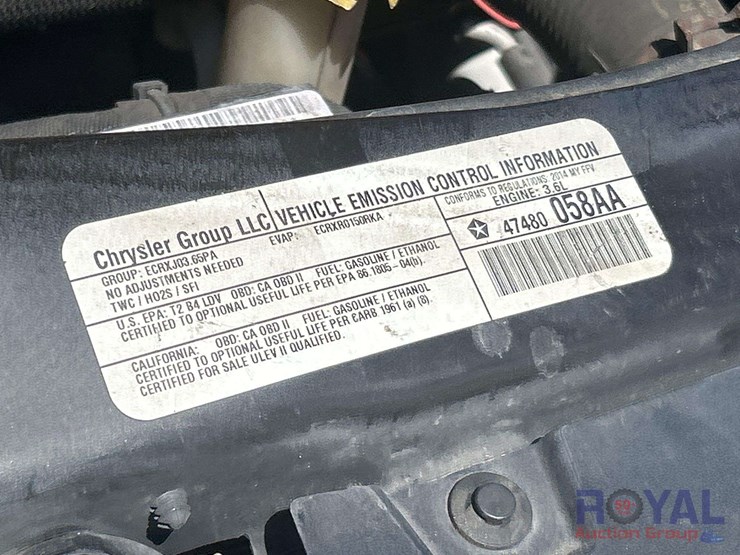 Chrysler Group LLC
VEHICLE EMISSION CONTROL INFORMATION
GROUP: ECRXJ03.65PA
EVAP: ECRXR0150RKA
NO ADJUSTMENTS NEEDED
TWC / HO2S / SFI
CONFORMS TO REGULATIONS: 2014 MY FFV
ENGINE: 3.6L
47480 058AA
U.S. EPA: T2 B4 LDV OBD: CA OBD II FUEL: GASOLINE / ETHANOL
CERTIFIED TO OPTIONAL USEFUL LIFE PER EPA 86.1805-04(b).
CALIFORNIA: OBD: CA OBD II FUEL: GASOLINE / ETHANOL
CERTIFIED TO OPTIONAL USEFUL LIFE PER CARB 1961 (a) (8).
CERTIFIED FOR SALE ULEV II QUALIFIED.
ROYAL
Auction Group